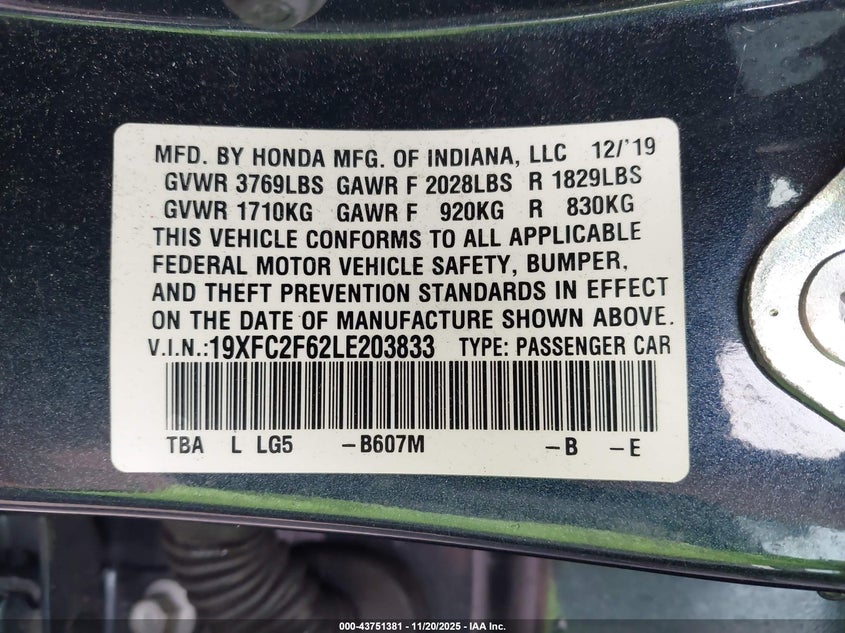 MFD. BY HONDA MFG. OF INDIANA, LLC 12/'19
GVWR 3769LBS GAWR F 2028LBS R 1829LBS
GVWR 1710KG GAWR F 920KG R 830KG
THIS VEHICLE CONFORMS TO ALL APPLICABLE
FEDERAL MOTOR VEHICLE SAFETY, BUMPER,
AND THEFT PREVENTION STANDARDS IN EFFECT
ON THE DATE OF MANUFACTURE SHOWN ABOVE.
V.I.N.:19XFC2F62LE203833 TYPE: PASSENGER CAR
TBA L LG5 -B607M -B -E
000-43751381 - 11/20/2025 - IAA Inc.